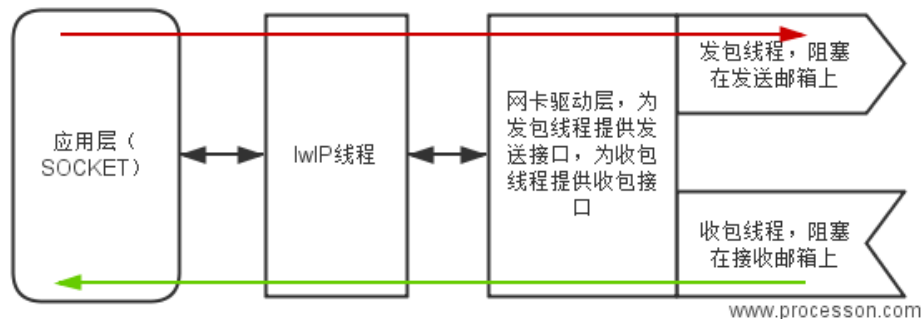 应用层（
SOCKET）
lwIP线程
网卡驱动层，为
发包线程提供发
送接口，为收包
线程提供收包接
口
发包线程，阻塞
在发送邮箱上
收包线程，阻塞
在接收邮箱上
www.processon.com